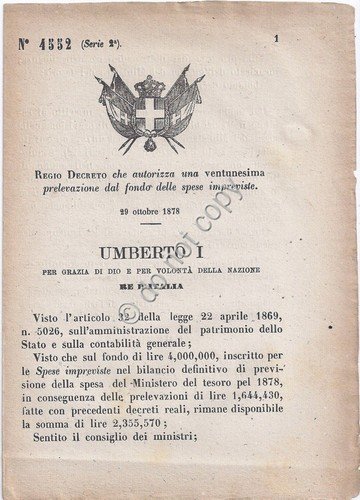 N° 4552 (Serie 2ª).
1
REGIO DECRETO che autorizza una ventunesima
prelevazione dal fondo delle spese impreviste.
29 ottobre 1878
UMBERTO I
PER GRAZIA DI DIO E PER VOLONTÀ DELLA NAZIONE
RE D'ITALIA
Visto l'articolo 32 della legge 22 aprile 1869,
n. 5026, sull'amministrazione del patrimonio dello
Stato e sulla contabilità generale;
Visto che sul fondo di lire 4,000,000, inscritto per
le Spese impreviste nel bilancio definitivo di previ-
sione della spesa del Ministero del tesoro pel 1878,
in conseguenza delle prelevazioni di lire 1,644,430,
fatte con precedenti decreti reali, rimane disponibile
la somma di lire 2,355,570;
Sentito il consiglio dei ministri;
© do not copy